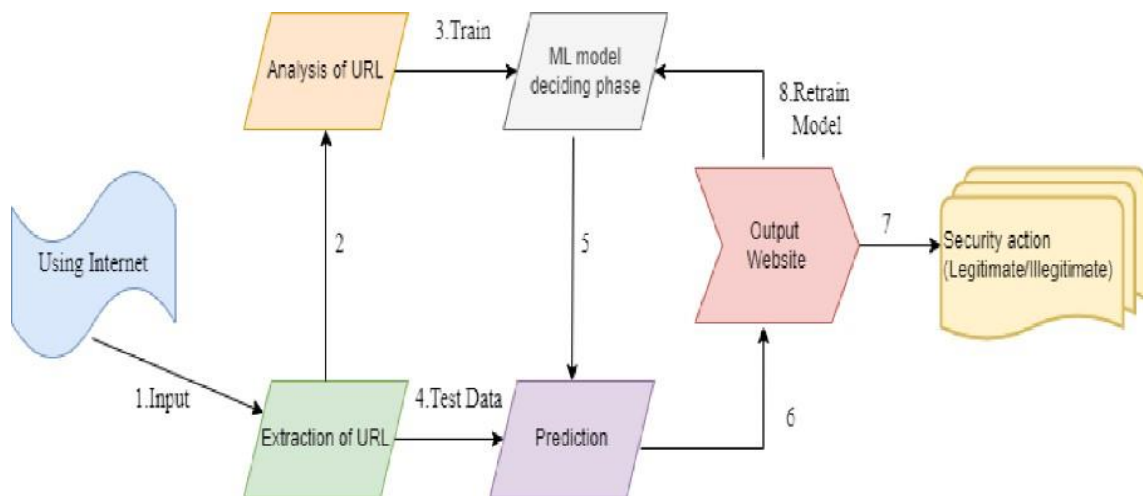 3.Train
Analysis of URL
ML model
deciding phase
8.Retrain
Model
Using Internet
2
5
Output
Website
7
Security action
(Legitimate/Illegitimate)
1.Input
4.Test Data
6
Extraction of URL
Prediction